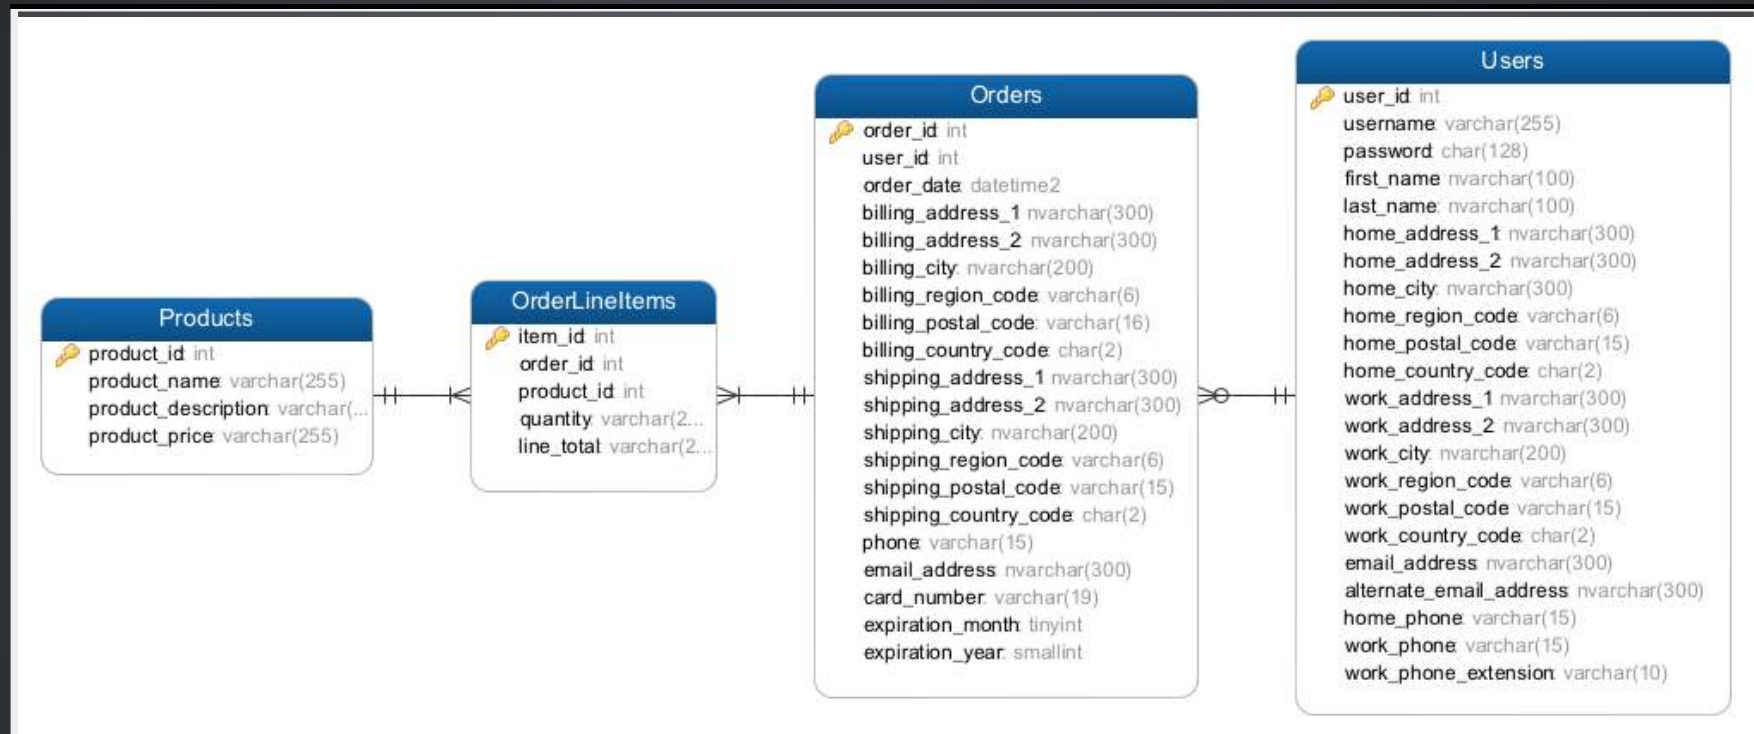 Products
product_id: int
product_name: varchar(255)
product_description: varchar(...
product_price: varchar(255)
OrderLineItems
item_id: int
order_id: int
product_id: int
quantity: varchar(2...
line_total: varchar(2...
Orders
order_id: int
user_id: int
order_date: datetime2
billing_address_1: nvarchar(300)
billing_address_2: nvarchar(300)
billing_city: nvarchar(200)
billing_region_code: varchar(6)
billing_postal_code: varchar(16)
billing_country_code: char(2)
shipping_address_1: nvarchar(300)
shipping_address_2: nvarchar(300)
shipping_city: nvarchar(200)
shipping_region_code: varchar(6)
shipping_postal_code: varchar(15)
shipping_country_code: char(2)
phone: varchar(15)
email_address: nvarchar(300)
card_number: varchar(19)
expiration_month: tinyint
expiration_year: smallint
Users
user_id: int
username: varchar(255)
password: char(128)
first_name: nvarchar(100)
last_name: nvarchar(100)
home_address_1: nvarchar(300)
home_address_2: nvarchar(300)
home_city: nvarchar(300)
home_region_code: varchar(6)
home_postal_code: varchar(15)
home_country_code: char(2)
work_address_1: nvarchar(300)
work_address_2: nvarchar(300)
work_city: nvarchar(200)
work_region_code: varchar(6)
work_postal_code: varchar(15)
work_country_code: char(2)
email_address: nvarchar(300)
alternate_email_address: nvarchar(300)
home_phone: varchar(15)
work_phone: varchar(15)
work_phone_extension: varchar(10)